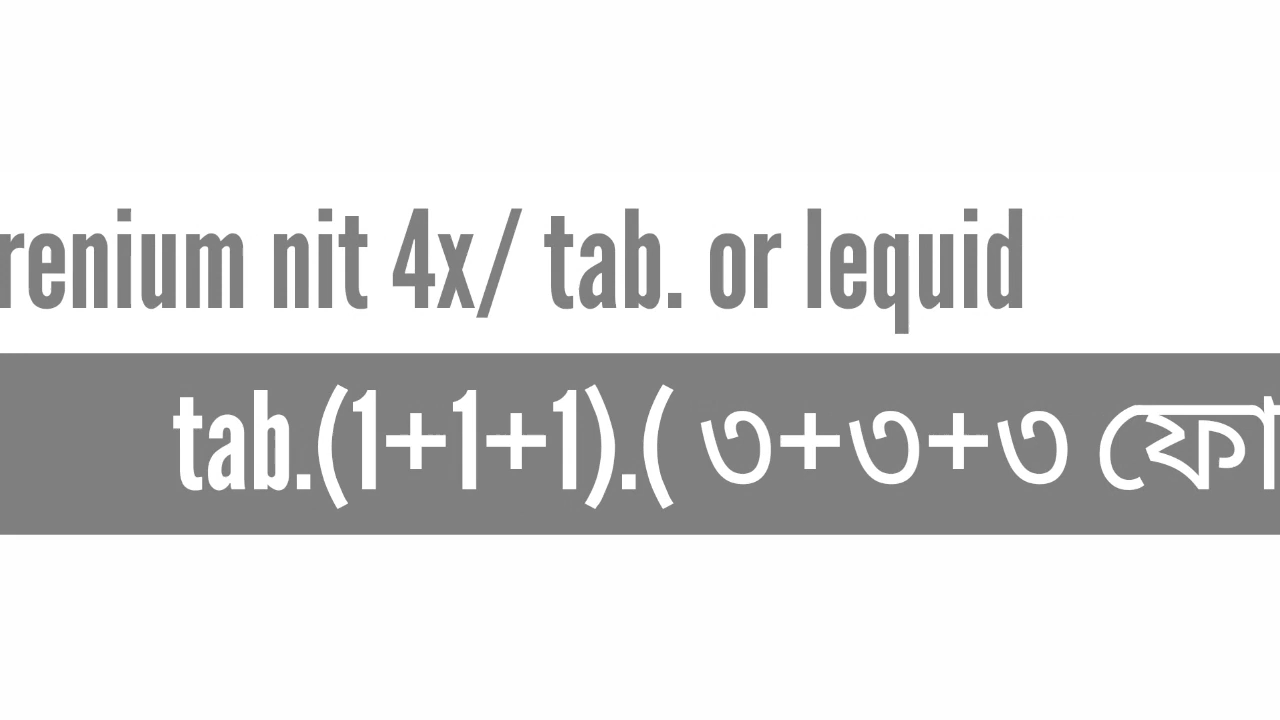 renium nit 4x/ tab. or lequid
tab.(1+1+1).( ৩+৩+৩ ফো